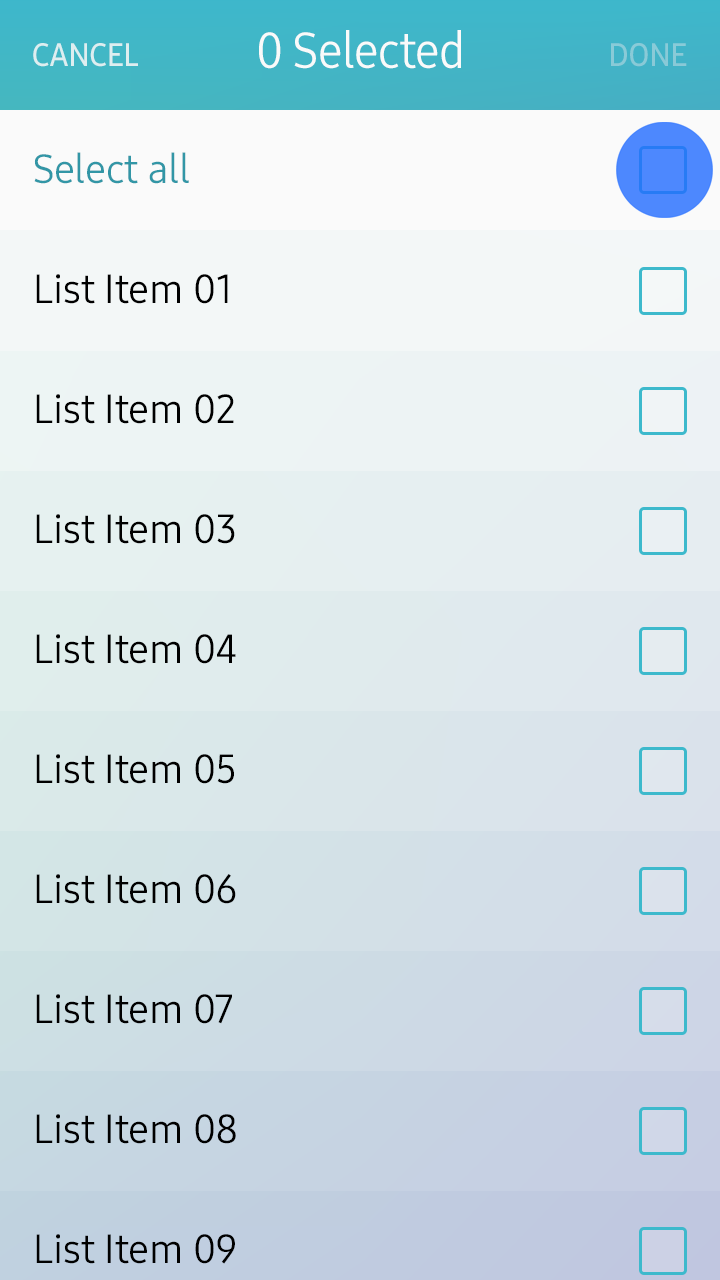 CANCEL 0 Selected DONE
Select all
List Item 01
List Item 02
List Item 03
List Item 04
List Item 05
List Item 06
List Item 07
List Item 08
List Item 09